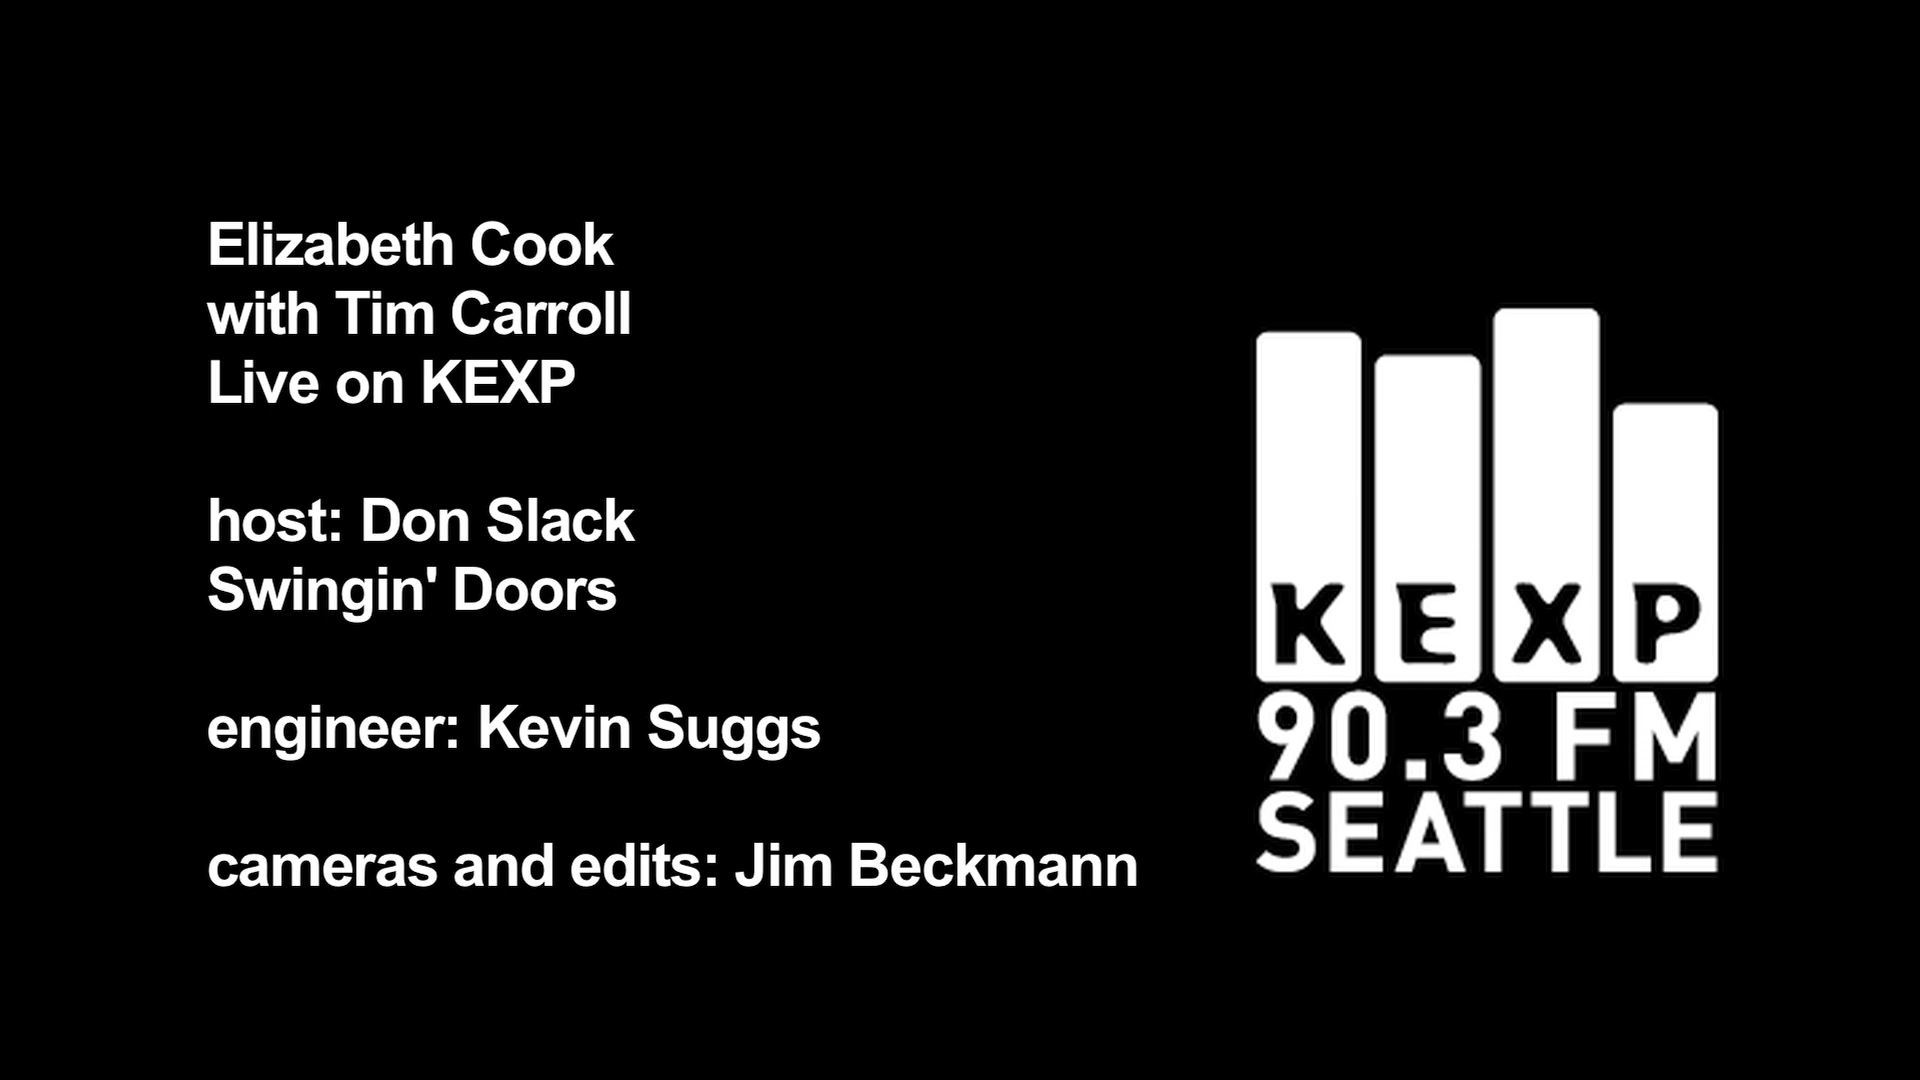 Elizabeth Cook
with Tim Carroll
Live on KEXP
host: Don Slack
Swingin' Doors
engineer: Kevin Suggs
cameras and edits: Jim Beckmann
KEXP
90.3 FM
SEATTLE